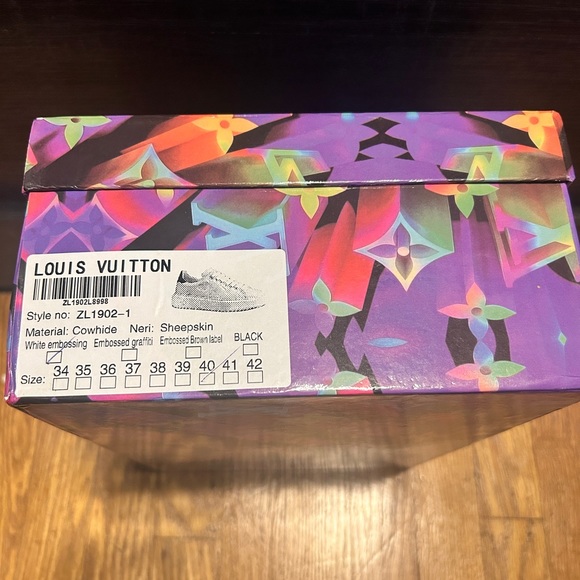 LOUIS VUITTON
ZL1902L8998
Style no: ZL1902-1
Material: Cowhide Neri: Sheepskin
White embossing Embossed graffiti Embossed Brown label BLACK
Size: 34 35 36 37 38 39 40 41 42